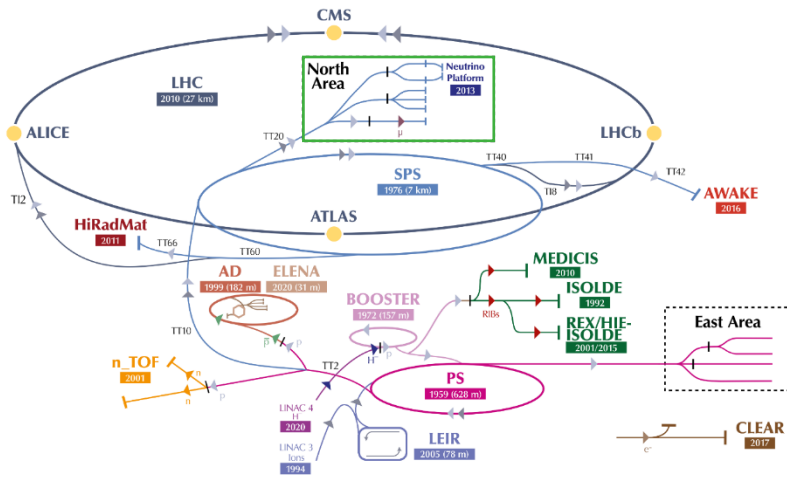 CMS
North
Area
Neutrino
Platform
2013
LHC
2010 (27 km)
μ
ALICE
LHCb
TT20
TT40
TT41
TT42
TI8
TI2
SPS
1976 (7 km)
AWAKE
2016
ATLAS
HiRadMat
2011
TT66
TT60
MEDICIS
2010
AD
1999 (182 m)
ELENA
2020 (31 m)
BOOSTER
1972 (157 m)
ISOLDE
1992
RIBs
REX/HIE-
ISOLDE
2001/2015
East Area
TT10
p
p
H-
p
TT2
n_TOF
2001
n
n
p
PS
1959 (628 m)
LINAC 4
H-
2020
LINAC 3
Ions
1994
LEIR
2005 (78 m)
CLEAR
2017
e-